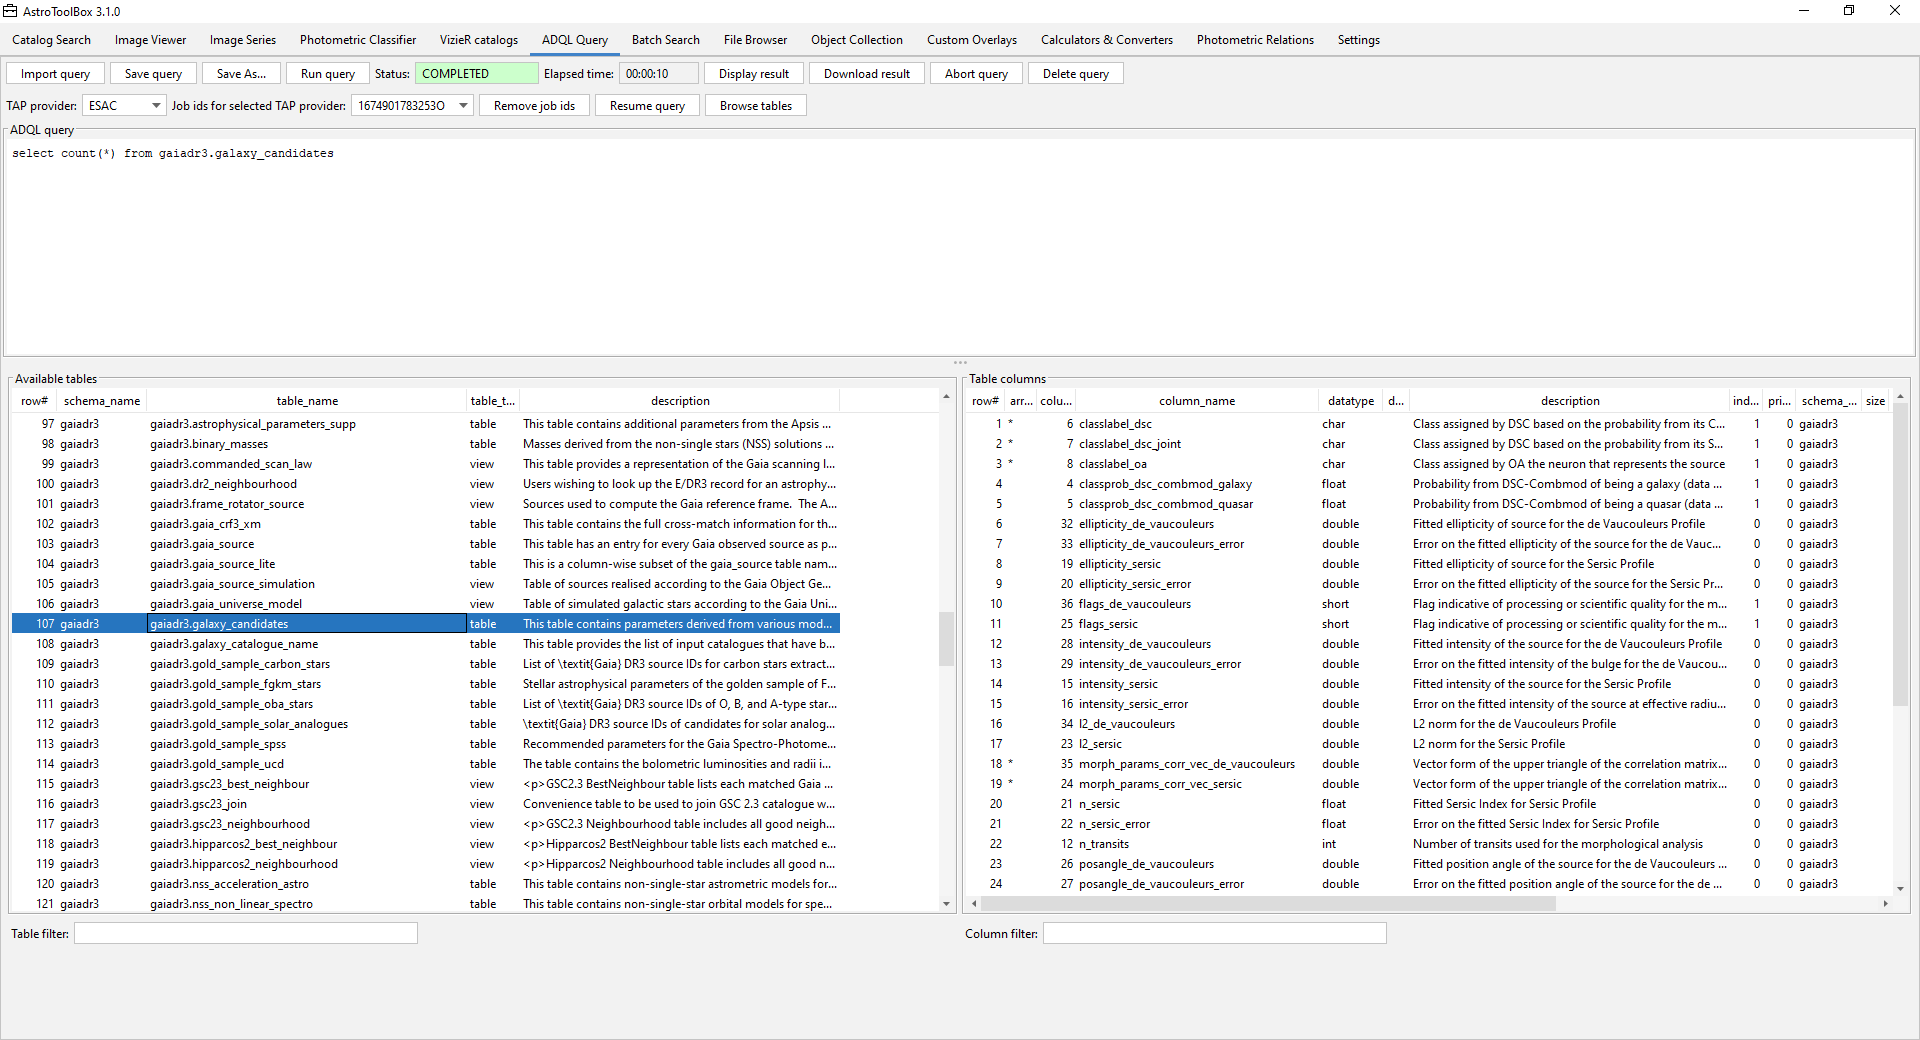 AstroToolBox 3.1.0
Catalog Search Image Viewer Image Series Photometric Classifier VizieR catalogs ADQL Query Batch Search File Browser Object Collection Custom Overlays Calculators & Converters Photometric Relations Settings
Import query Save query Save As... Run query Status: COMPLETED Elapsed time: 00:00:10 Display result Download result Abort query Delete query
TAP provider: ESAC Job ids for selected TAP provider: 1674901783253O Remove job ids Resume query Browse tables
ADQL query
select count(*) from gaiadr3.galaxy_candidates
Available tables
row# schema_name table_name table_t... description
97 gaiadr3 gaiadr3.astrophysical_parameters_supp table This table contains additional parameters from the Apsis ...
98 gaiadr3 gaiadr3.binary_masses table Masses derived from the non-single stars (NSS) solutions ...
99 gaiadr3 gaiadr3.commanded_scan_law view This table provides a representation of the Gaia scanning l...
100 gaiadr3 gaiadr3.dr2_neighbourhood view Users wishing to look up the E/DR3 record for an astrophy...
101 gaiadr3 gaiadr3.frame_rotator_source view Sources used to compute the Gaia reference frame. The A...
102 gaiadr3 gaiadr3.gaia_crf3_xm table This table contains the full cross-match information for th...
103 gaiadr3 gaiadr3.gaia_source table This table has an entry for every Gaia observed source as p...
104 gaiadr3 gaiadr3.gaia_source_lite table This is a column-wise subset of the gaia_source table nam...
105 gaiadr3 gaiadr3.gaia_source_simulation view Table of sources realised according to the Gaia Object Ge...
106 gaiadr3 gaiadr3.gaia_universe_model view Table of simulated galactic stars according to the Gaia Uni...
107 gaiadr3 gaiadr3.galaxy_candidates table This table contains parameters derived from various mod...
108 gaiadr3 gaiadr3.galaxy_catalogue_name table This table provides the list of input catalogues that have b...
109 gaiadr3 gaiadr3.gold_sample_carbon_stars table List of \textit{Gaia} DR3 source IDs for carbon stars extract...
110 gaiadr3 gaiadr3.gold_sample_fgkm_stars table Stellar astrophysical parameters of the golden sample of F...
111 gaiadr3 gaiadr3.gold_sample_oba_stars table List of \textit{Gaia} DR3 source IDs of O, B, and A-type star...
112 gaiadr3 gaiadr3.gold_sample_solar_analogues table \textit{Gaia} DR3 source IDs of candidates for solar analog...
113 gaiadr3 gaiadr3.gold_sample_spss table Recommended parameters for the Gaia Spectro-Photome...
114 gaiadr3 gaiadr3.gold_sample_ucd table The table contains the bolometric luminosities and radii i...
115 gaiadr3 gaiadr3.gsc23_best_neighbour view <p>GSC2.3 BestNeighbour table lists each matched Gaia ...
116 gaiadr3 gaiadr3.gsc23_join view Convenience table to be used to join GSC 2.3 catalogue w...
117 gaiadr3 gaiadr3.gsc23_neighbourhood view <p>GSC2.3 Neighbourhood table includes all good neigh...
118 gaiadr3 gaiadr3.hipparcos2_best_neighbour view <p>Hipparcos2 BestNeighbour table lists each matched e...
119 gaiadr3 gaiadr3.hipparcos2_neighbourhood view <p>Hipparcos2 Neighbourhood table includes all good n...
120 gaiadr3 gaiadr3.nss_acceleration_astro table This table contains non-single-star astrometric models for...
121 gaiadr3 gaiadr3.nss_non_linear_spectro table This table contains non-single-star orbital models for spe...
Table filter:
Table columns
row# arr... colu... column_name datatype d... description ind... pri... schema_... size
1 * 6 classlabel_dsc char Class assigned by DSC based on the probability from its C... 1 0 gaiadr3
2 * 7 classlabel_dsc_joint char Class assigned by DSC based on the probability from its S... 1 0 gaiadr3
3 * 8 classlabel_oa char Class assigned by OA the neuron that represents the source 1 0 gaiadr3
4 4 classprob_dsc_combmod_galaxy float Probability from DSC-Combmod of being a galaxy (data ... 1 0 gaiadr3
5 5 classprob_dsc_combmod_quasar float Probability from DSC-Combmod of being a quasar (data ... 1 0 gaiadr3
6 32 ellipticity_de_vaucouleurs double Fitted ellipticity of source for the de Vaucouleurs Profile 0 0 gaiadr3
7 33 ellipticity_de_vaucouleurs_error double Error on the fitted ellipticity of the source for the de Vauc... 0 0 gaiadr3
8 19 ellipticity_sersic double Fitted ellipticity of source for the Sersic Profile 0 0 gaiadr3
9 20 ellipticity_sersic_error double Error on the fitted ellipticity of the source for the Sersic Pr... 0 0 gaiadr3
10 36 flags_de_vaucouleurs short Flag indicative of processing or scientific quality for the m... 1 0 gaiadr3
11 25 flags_sersic short Flag indicative of processing or scientific quality for the m... 1 0 gaiadr3
12 28 intensity_de_vaucouleurs double Fitted intensity of the source for the de Vaucouleurs Profile 0 0 gaiadr3
13 29 intensity_de_vaucouleurs_error double Error on the fitted intensity of the bulge for the de Vaucou... 0 0 gaiadr3
14 15 intensity_sersic double Fitted intensity of the source for the Sersic Profile 0 0 gaiadr3
15 16 intensity_sersic_error double Error on the fitted intensity of the source at effective radiu... 0 0 gaiadr3
16 34 l2_de_vaucouleurs double L2 norm for the de Vaucouleurs Profile 0 0 gaiadr3
17 23 l2_sersic double L2 norm for the Sersic Profile 0 0 gaiadr3
18 * 35 morph_params_corr_vec_de_vaucouleurs double Vector form of the upper triangle of the correlation matrix... 0 0 gaiadr3
19 * 24 morph_params_corr_vec_sersic double Vector form of the upper triangle of the correlation matrix... 0 0 gaiadr3
20 21 n_sersic float Fitted Sersic Index for Sersic Profile 0 0 gaiadr3
21 22 n_sersic_error float Error on the fitted Sersic Index for Sersic Profile 0 0 gaiadr3
22 12 n_transits int Number of transits used for the morphological analysis 0 0 gaiadr3
23 26 posangle_de_vaucouleurs double Fitted position angle of the source for the de Vaucouleurs ... 0 0 gaiadr3
24 27 posangle_de_vaucouleurs_error double Error on the fitted position angle of the source for the de ... 0 0 gaiadr3
Column filter: